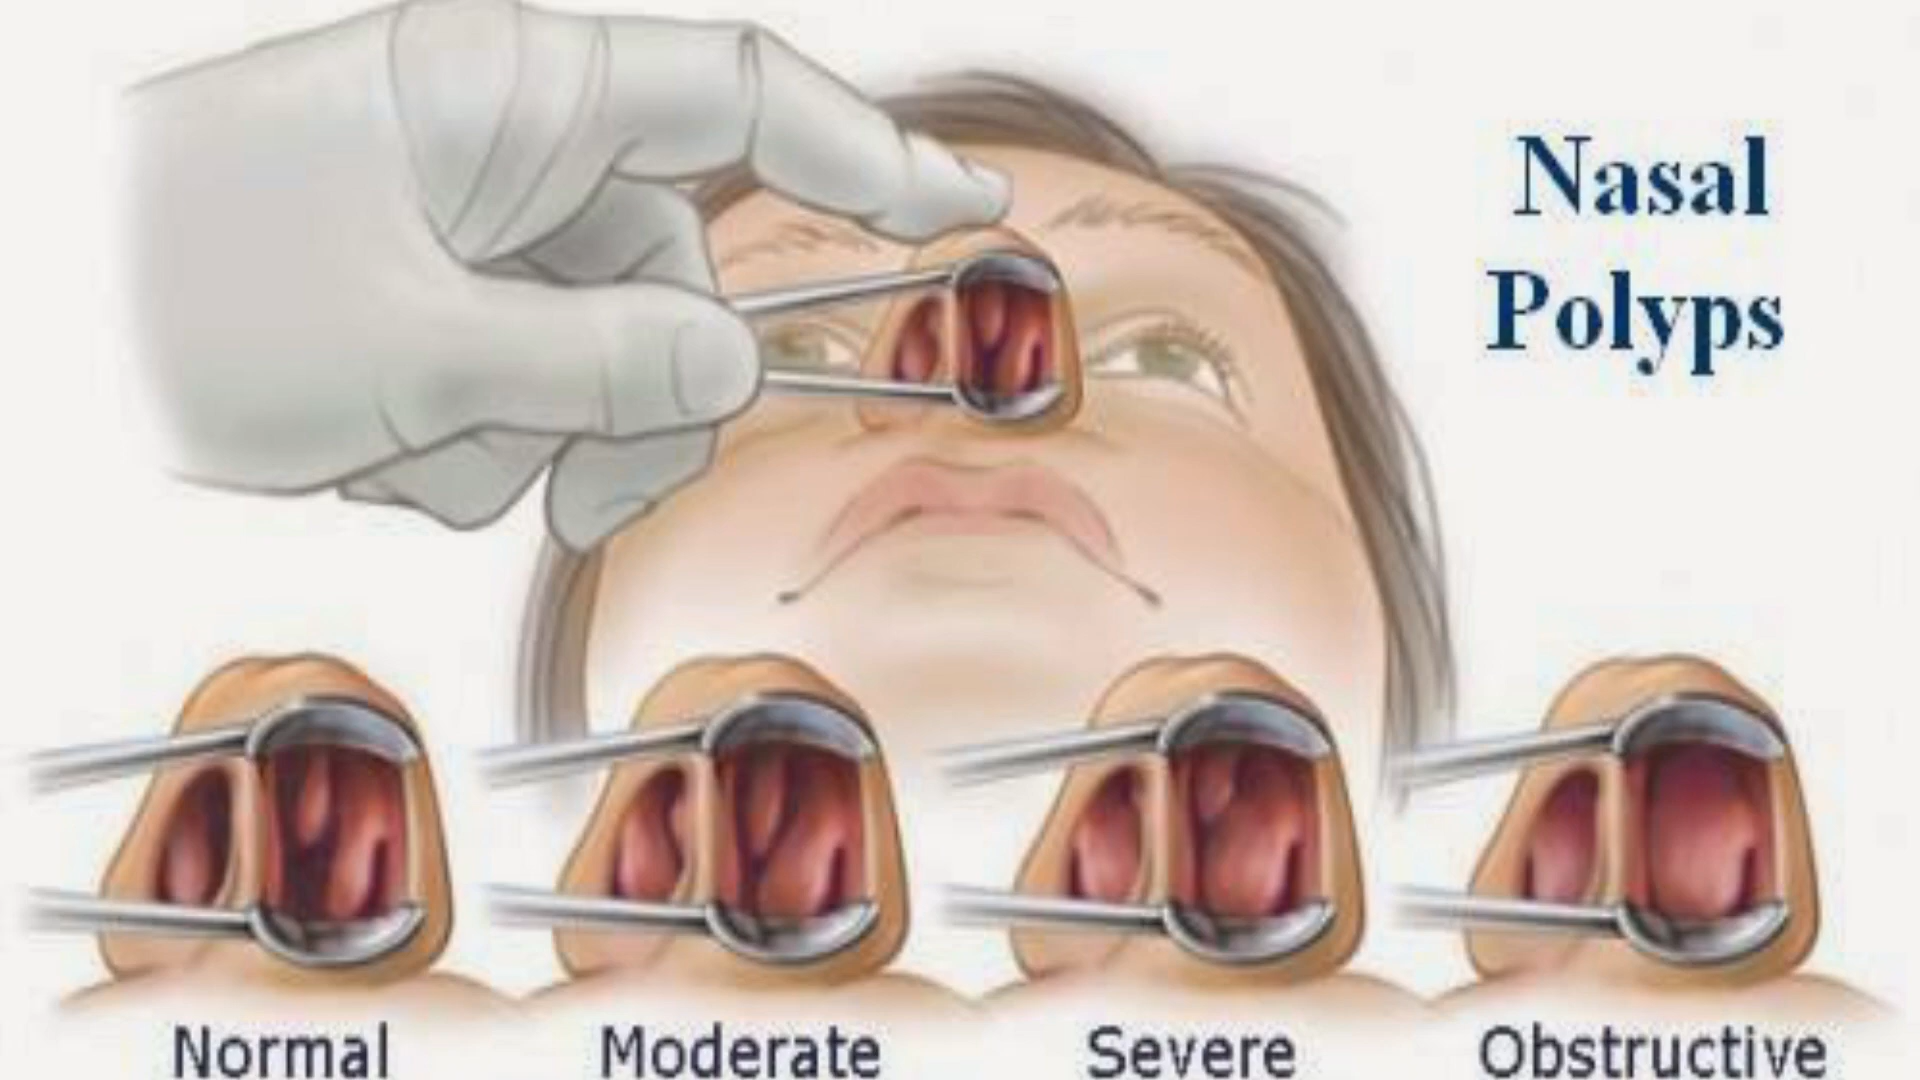 Nasal
Polyps
Normal
Moderate
Severe
Obstructive